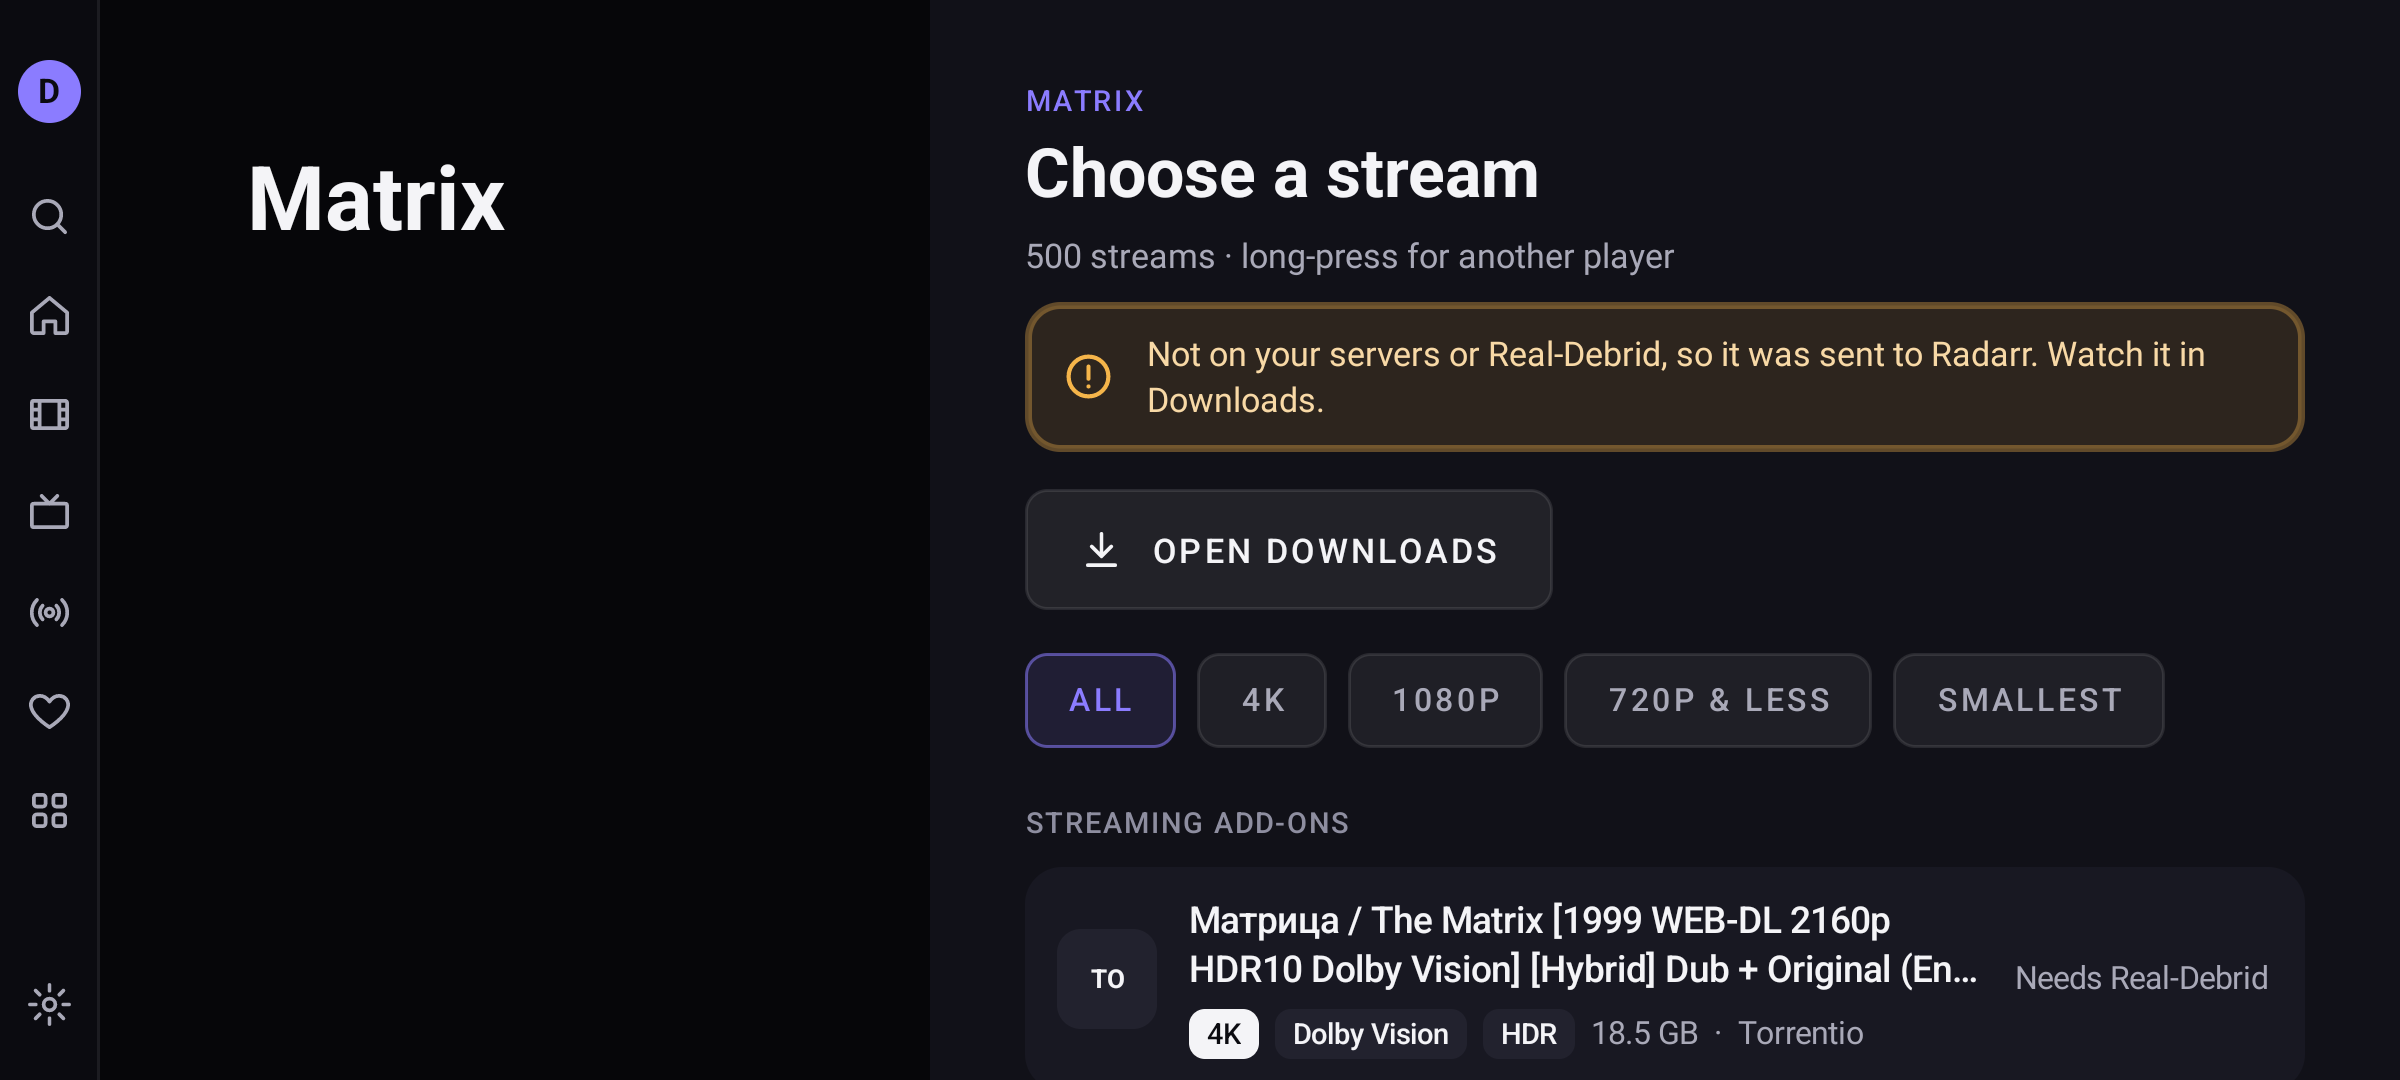 D
Matrix
MATRIX
Choose a stream
500 streams · long-press for another player
Not on your servers or Real-Debrid, so it was sent to Radarr. Watch it in
Downloads.
OPEN DOWNLOADS
ALL
4K
1080P
720P & LESS
SMALLEST
STREAMING ADD-ONS
TO
Матрица / The Matrix [1999 WEB-DL 2160p
HDR10 Dolby Vision] [Hybrid] Dub + Original (En...
Needs Real-Debrid
4K
Dolby Vision
HDR
18.5 GB · Torrentio